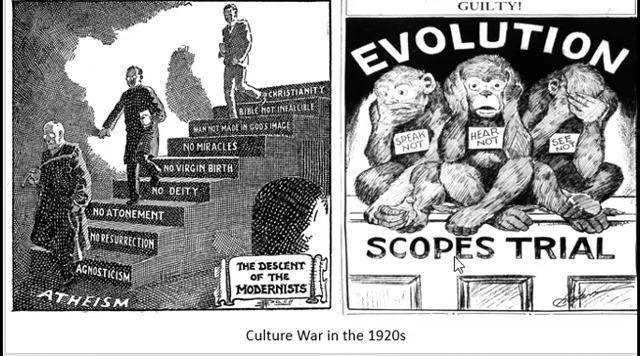 CHRISTIANITY
BIBLE NOT INFALLIBLE
MAN NOT MADE IN GOD'S IMAGE
NO MIRACLES
NO VIRGIN BIRTH
NO DEITY
NO ATONEMENT
NO RESURRECTION
AGNOSTICISM
ATHEISM
THE DESCENT
OF THE
MODERNISTS
GUILTY!
EVOLUTION
SPEAK
NOT
HEAR
NOT
SEE
NOT
SCOPES TRIAL
Culture War in the 1920s